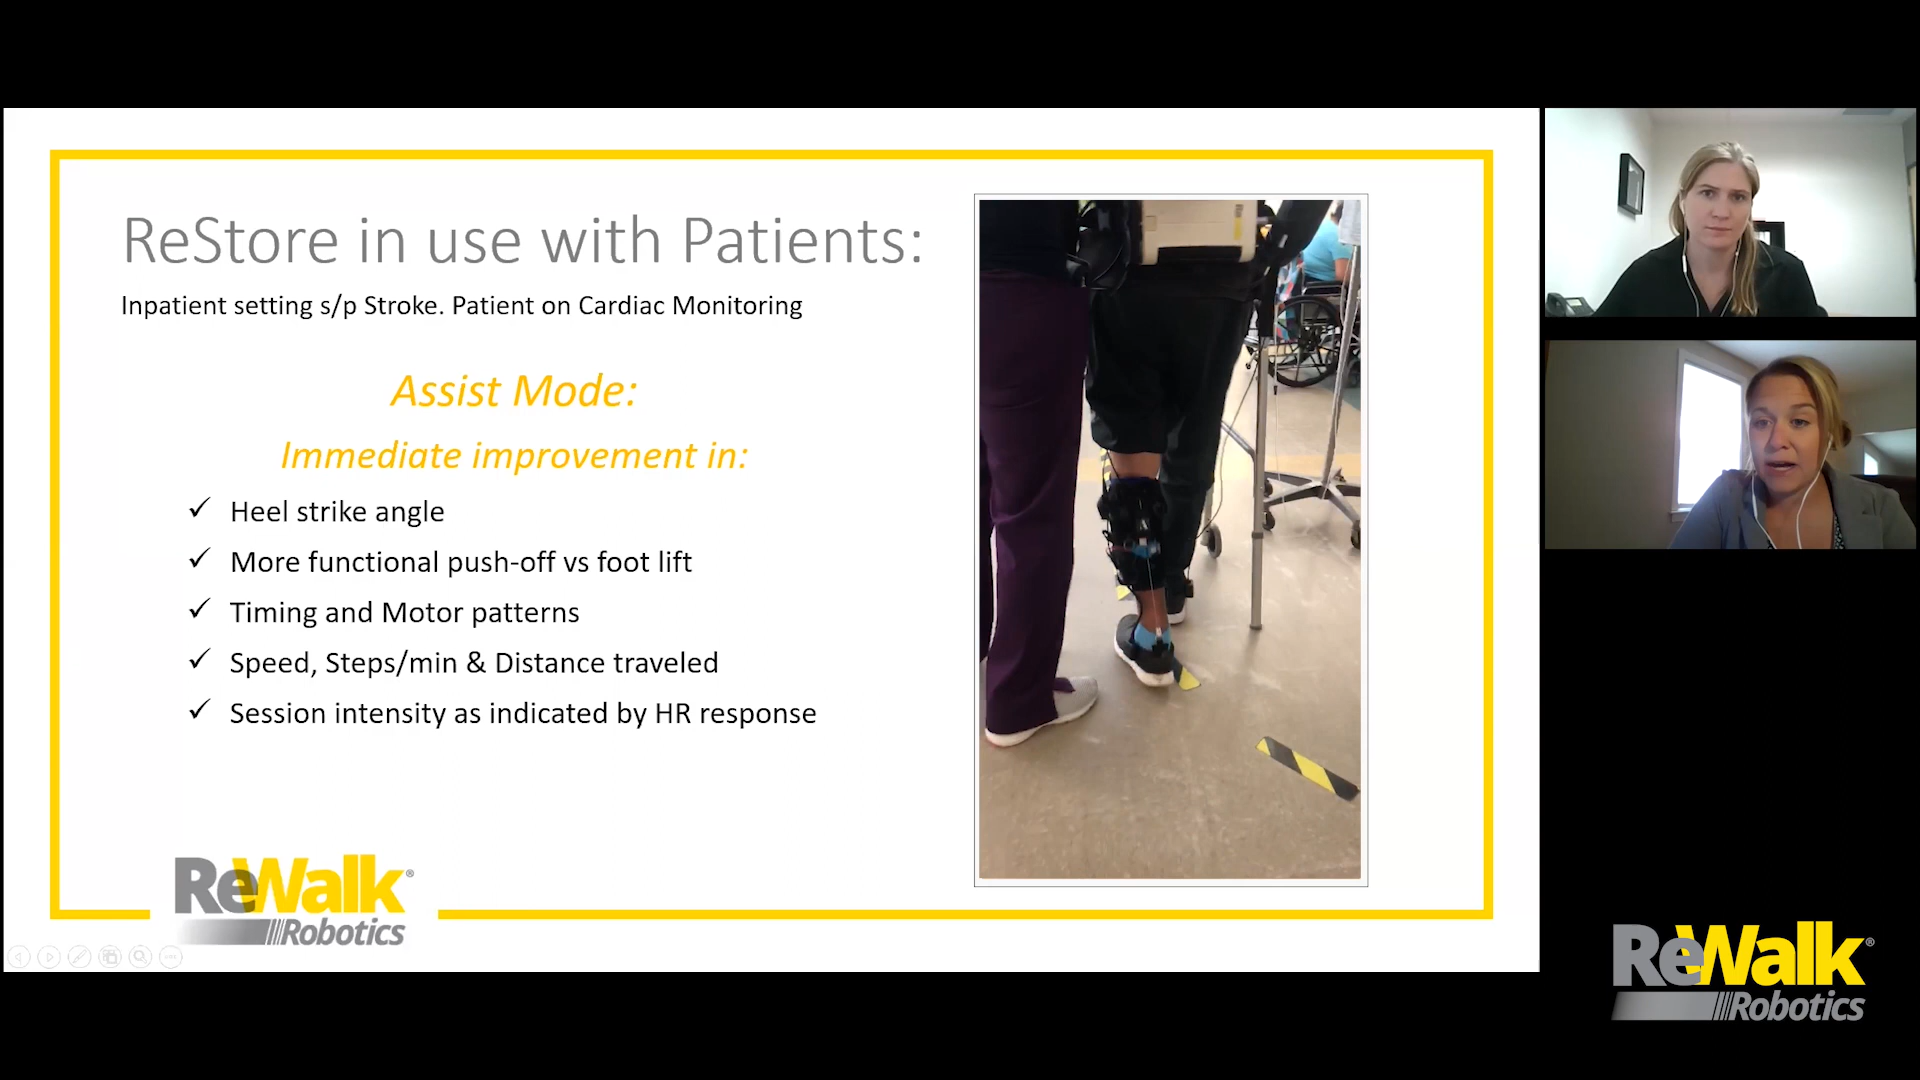 ReStore in use with Patients:
Inpatient setting s/p Stroke. Patient on Cardiac Monitoring
Assist Mode:
Immediate improvement in:
✓ Heel strike angle
✓ More functional push-off vs foot lift
✓ Timing and Motor patterns
✓ Speed, Steps/min & Distance traveled
✓ Session intensity as indicated by HR response
ReWalk®
Robotics
ReWalk®
Robotics